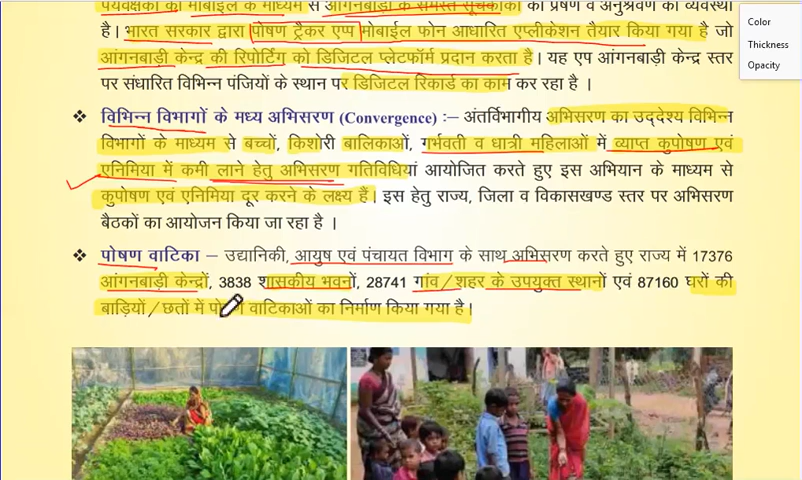 पर्यवेक्षकों को मोबाईल के माध्यम से आंगनबाड़ी के समस्त सूचकांकों का प्रेषण व अनुश्रवण की व्यवस्था
है। भारत सरकार द्वारा पोषण ट्रैकर एप्प मोबाईल फोन आधारित एप्लीकेशन तैयार किया गया है जो
आंगनबाड़ी केन्द्र की रिपोर्टिंग को डिजिटल प्लेटफॉर्म प्रदान करता है। यह एप आंगनबाड़ी केन्द्र स्तर
पर संधारित विभिन्न पंजियों के स्थान पर डिजिटल रिकार्ड का काम कर रहा है ।
❖ विभिन्न विभागों के मध्य अभिसरण (Convergence) :– अंतर्विभागीय अभिसरण का उद्देश्य विभिन्न
विभागों के माध्यम से बच्चों, किशोरी बालिकाओं, गर्भवती व धात्री महिलाओं में व्याप्त कुपोषण एवं
एनिमिया में कमी लाने हेतु अभिसरण गतिविधियां आयोजित करते हुए इस अभियान के माध्यम से
कुपोषण एवं एनिमिया दूर करने के लक्ष्य हैं। इस हेतु राज्य, जिला व विकासखण्ड स्तर पर अभिसरण
बैठकों का आयोजन किया जा रहा है ।
❖ पोषण वाटिका – उद्यानिकी, आयुष एवं पंचायत विभाग के साथ अभिसरण करते हुए राज्य में 17376
आंगनबाड़ी केन्द्रों, 3838 शासकीय भवनों, 28741 गांव/शहर के उपयुक्त स्थानों एवं 87160 घरों की
बाड़ियों/छतों में वाटिकाओं का निर्माण किया गया है।
Color
Thickness
Opacity